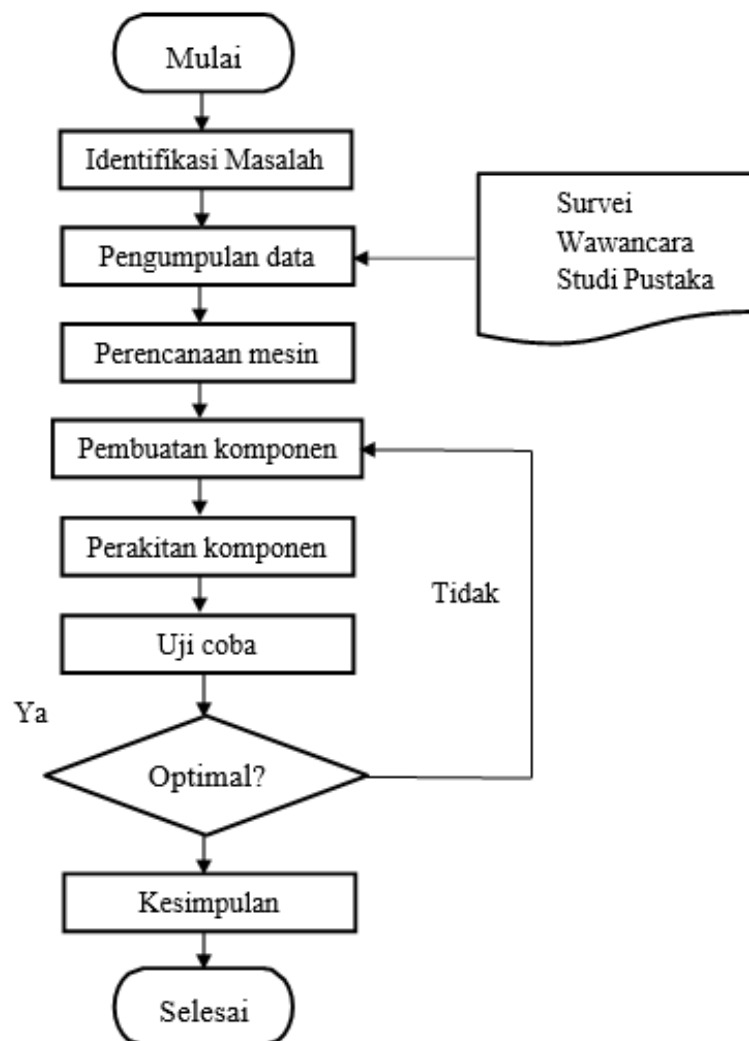 Mulai
Identifikasi Masalah
Survei
Wawancara
Studi Pustaka
Pengumpulan data
Perencanaan mesin
Pembuatan komponen
Perakitan komponen
Tidak
Uji coba
Ya
Optimal?
Kesimpulan
Selesai